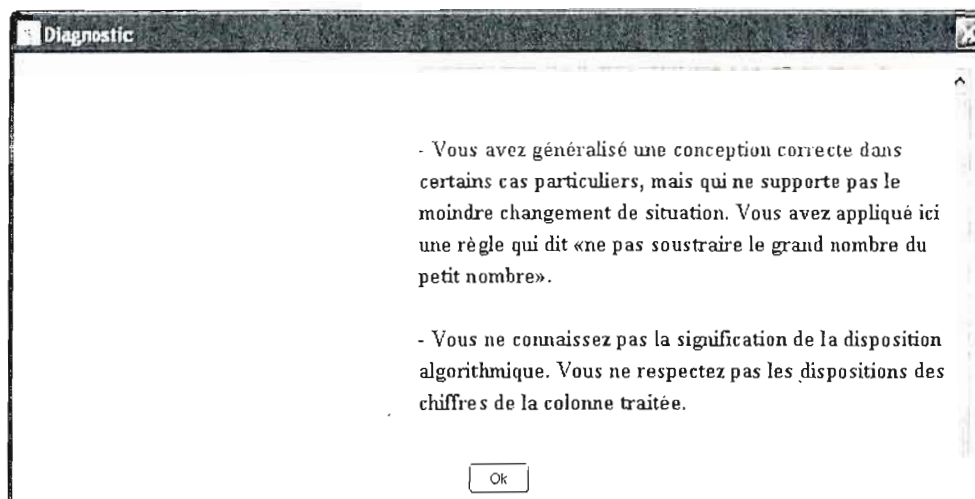 Diagnostic
- Vous avez généralisé une conception correcte dans
certains cas particuliers, mais qui ne supporte pas le
moindre changement de situation. Vous avez appliqué ici
une règle qui dit «ne pas soustraire le grand nombre du
petit nombre».
- Vous ne connaissez pas la signification de la disposition
algorithmique. Vous ne respectez pas les dispositions des
chiffres de la colonne traitée.
Ok